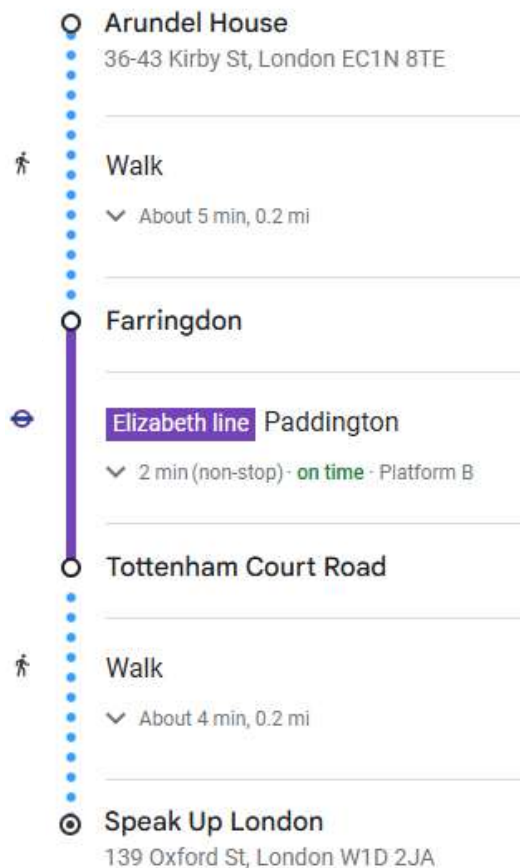 Arundel House
36-43 Kirby St, London EC1N 8TE
Walk
About 5 min, 0.2 mi
Farringdon
Elizabeth line Paddington
2 min (non-stop) · on time · Platform B
Tottenham Court Road
Walk
About 4 min, 0.2 mi
Speak Up London
139 Oxford St, London W1D 2JA